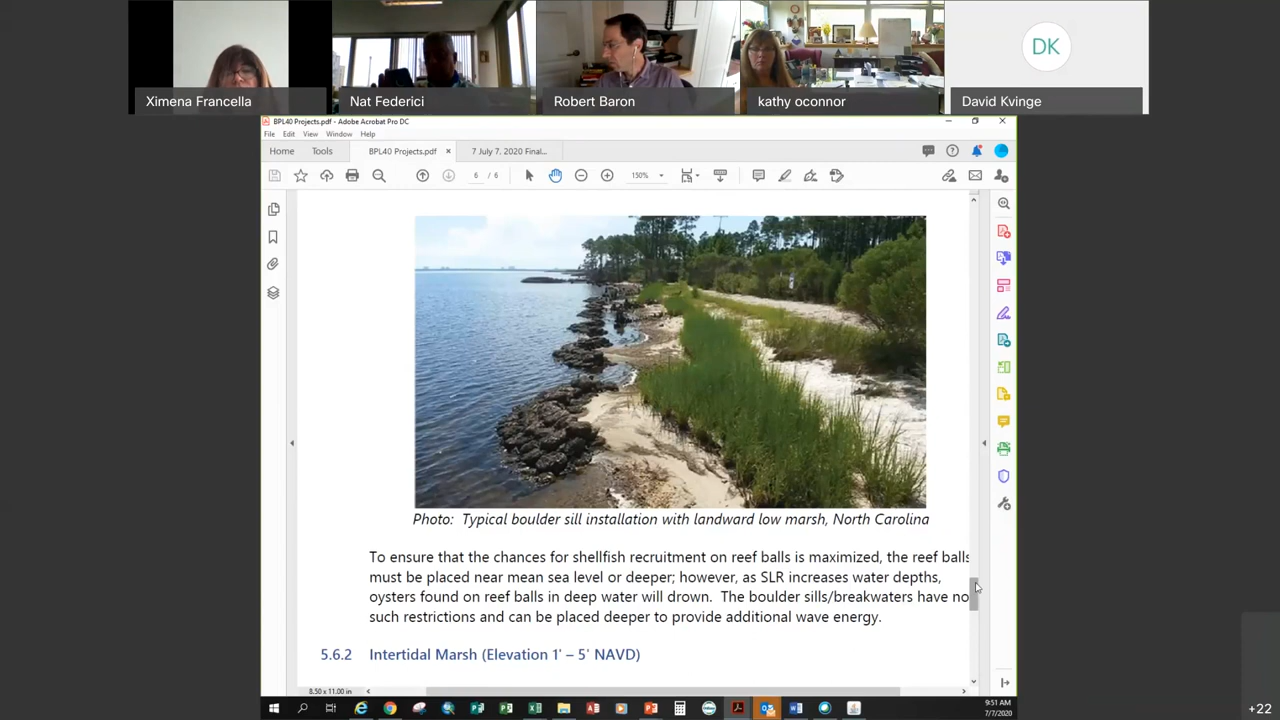 Ximena Francella
Nat Federici
Robert Baron
kathy oconnor
DK
David Kvinge
BPL40 Projects.pdf - Adobe Acrobat Pro DC
File Edit View Window Help
Home Tools BPL40 Projects.pdf × 7 July 7, 2020 Final...
6 / 6 150%
Photo: Typical boulder sill installation with landward low marsh, North Carolina
To ensure that the chances for shellfish recruitment on reef balls is maximized, the reef balls
must be placed near mean sea level or deeper; however, as SLR increases water depths,
oysters found on reef balls in deep water will drown. The boulder sills/breakwaters have no
such restrictions and can be placed deeper to provide additional wave energy.
5.6.2 Intertidal Marsh (Elevation 1' – 5' NAVD)
8.50 x 11.00 in
9:51 AM
7/7/2020
+22